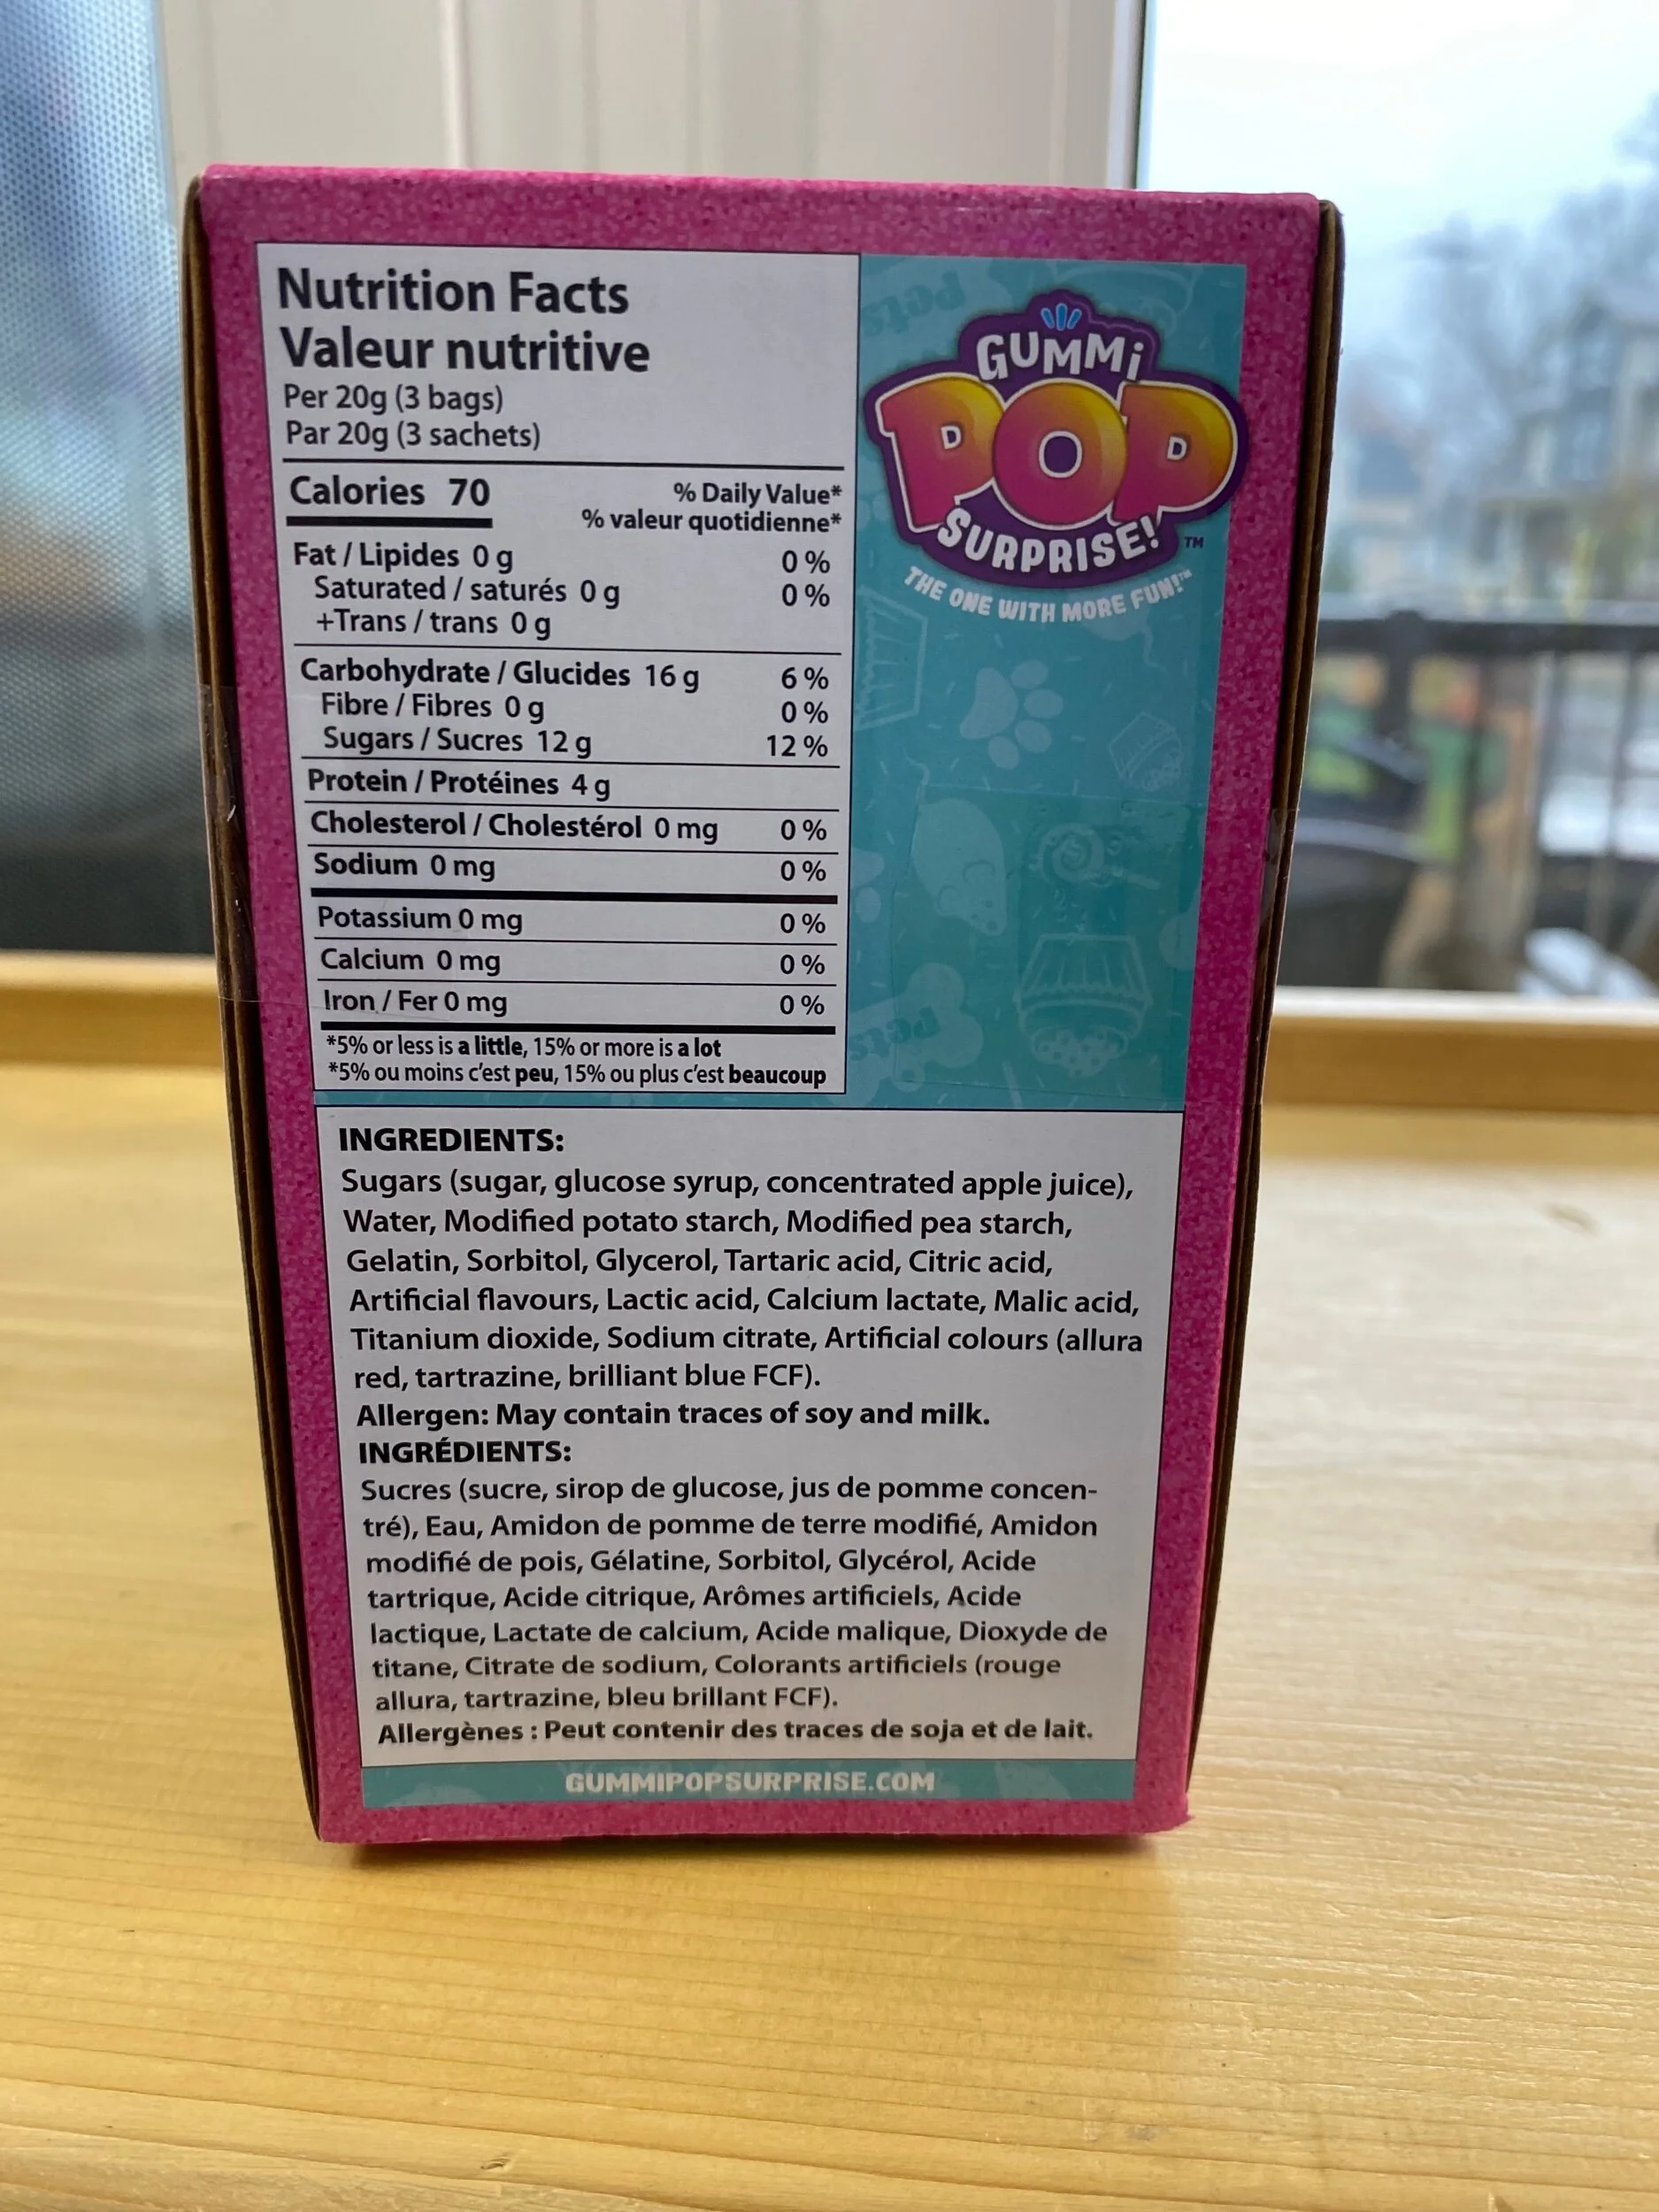 Nutrition Facts
Valeur nutritive
Per 20g (3 bags)
Par 20g (3 sachets)
Calories 70
% Daily Value*
% valeur quotidienne*
Fat / Lipides 0 g 0 %
Saturated / saturés 0 g 0 %
+Trans / trans 0 g
Carbohydrate / Glucides 16 g 6 %
Fibre / Fibres 0 g 0 %
Sugars / Sucres 12 g 12 %
Protein / Protéines 4 g
Cholesterol / Cholestérol 0 mg 0 %
Sodium 0 mg 0 %
Potassium 0 mg 0 %
Calcium 0 mg 0 %
Iron / Fer 0 mg 0 %
*5% or less is a little, 15% or more is a lot
*5% ou moins c'est peu, 15% ou plus c'est beaucoup
GUMMi
POP
SURPRISE!™
THE ONE WITH MORE FUN!™
INGREDIENTS:
Sugars (sugar, glucose syrup, concentrated apple juice),
Water, Modified potato starch, Modified pea starch,
Gelatin, Sorbitol, Glycerol, Tartaric acid, Citric acid,
Artificial flavours, Lactic acid, Calcium lactate, Malic acid,
Titanium dioxide, Sodium citrate, Artificial colours (allura
red, tartrazine, brilliant blue FCF).
Allergen: May contain traces of soy and milk.
INGRÉDIENTS:
Sucres (sucre, sirop de glucose, jus de pomme concen-
tré), Eau, Amidon de pomme de terre modifié, Amidon
modifié de pois, Gélatine, Sorbitol, Glycérol, Acide
tartrique, Acide citrique, Arômes artificiels, Acide
lactique, Lactate de calcium, Acide malique, Dioxyde de
titane, Citrate de sodium, Colorants artificiels (rouge
allura, tartrazine, bleu brillant FCF).
Allergènes : Peut contenir des traces de soja et de lait.
GUMMIPOPSURPRISE.COM